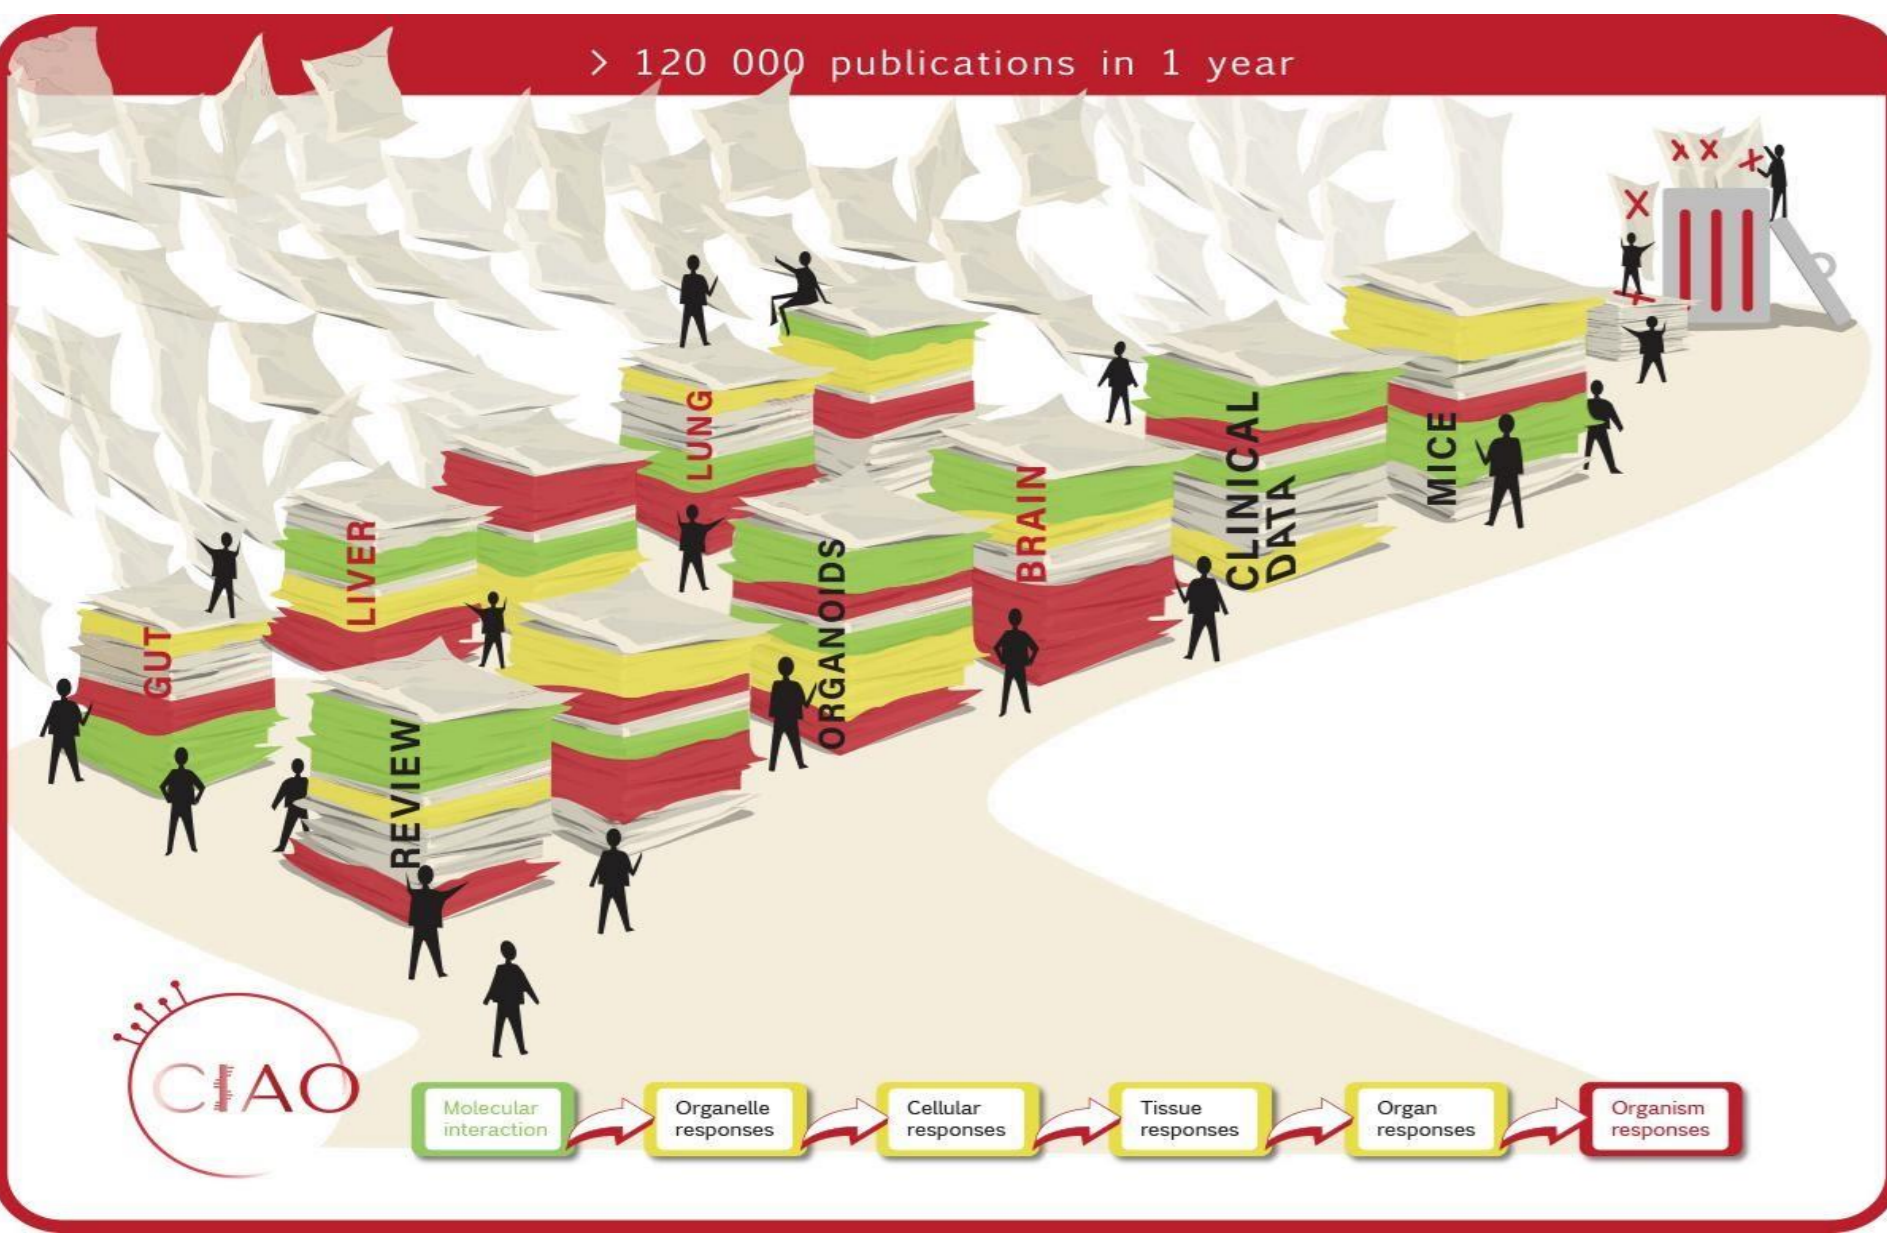 > 120 000 publications in 1 year
LUNG
LIVER
GUT
REVIEW
ORGANOIDS
BRAIN
CLINICAL
DATA
MICE
CIAO
Molecular
interaction
Organelle
responses
Cellular
responses
Tissue
responses
Organ
responses
Organism
responses